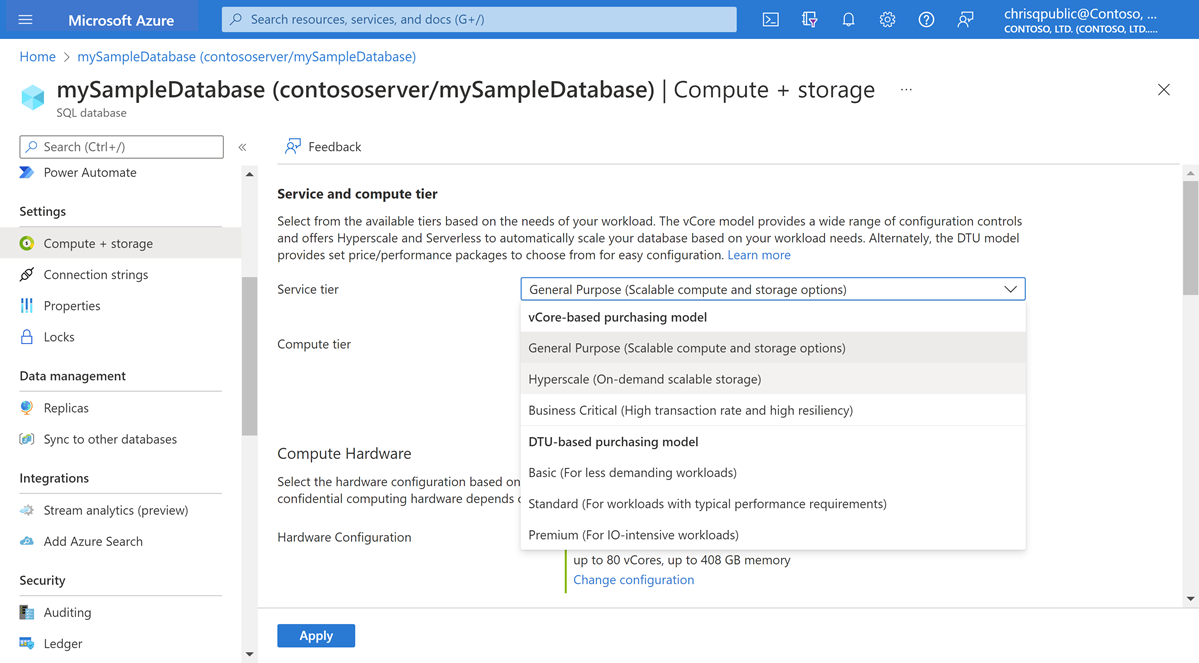 Microsoft Azure
Search resources, services, and docs (G+/)
chrisqpublic@Contoso, ...
CONTOSO, LTD. (CONTOSO, LTD....
Home > mySampleDatabase (contososerver/mySampleDatabase)
mySampleDatabase (contososerver/mySampleDatabase) | Compute + storage ...
SQL database
Search (Ctrl+/)
«
Power Automate
Settings
Compute + storage
Connection strings
Properties
Locks
Data management
Replicas
Sync to other databases
Integrations
Stream analytics (preview)
Add Azure Search
Security
Auditing
Ledger
Feedback
Service and compute tier
Select from the available tiers based on the needs of your workload. The vCore model provides a wide range of configuration controls
and offers Hyperscale and Serverless to automatically scale your database based on your workload needs. Alternately, the DTU model
provides set price/performance packages to choose from for easy configuration. Learn more
Service tier
General Purpose (Scalable compute and storage options)
vCore-based purchasing model
General Purpose (Scalable compute and storage options)
Hyperscale (On-demand scalable storage)
Business Critical (High transaction rate and high resiliency)
DTU-based purchasing model
Basic (For less demanding workloads)
Standard (For workloads with typical performance requirements)
Premium (For IO-intensive workloads)
Compute tier
Compute Hardware
Select the hardware configuration based on
confidential computing hardware depends
Hardware Configuration
up to 80 vCores, up to 408 GB memory
Change configuration
Apply